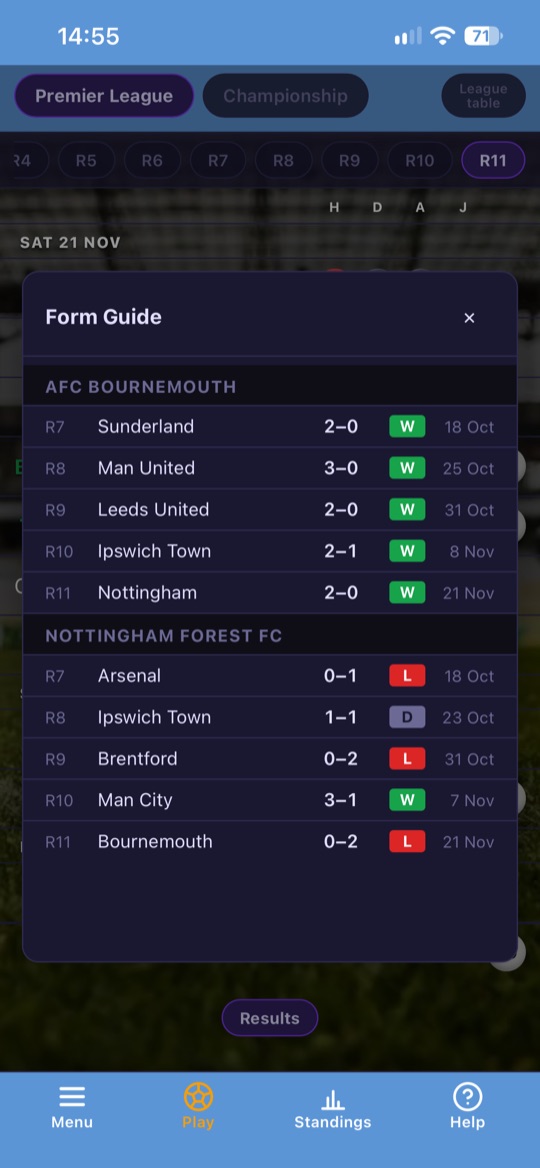 14:55
71
Premier League Championship League table
R4 R5 R6 R7 R8 R9 R10 R11
H D A J
SAT 21 NOV
Form Guide ×
AFC BOURNEMOUTH
R7 Sunderland 2–0 W 18 Oct
R8 Man United 3–0 W 25 Oct
R9 Leeds United 2–0 W 31 Oct
R10 Ipswich Town 2–1 W 8 Nov
R11 Nottingham 2–0 W 21 Nov
NOTTINGHAM FOREST FC
R7 Arsenal 0–1 L 18 Oct
R8 Ipswich Town 1–1 D 23 Oct
R9 Brentford 0–2 L 31 Oct
R10 Man City 3–1 W 7 Nov
R11 Bournemouth 0–2 L 21 Nov
Results
Menu Play Standings Help